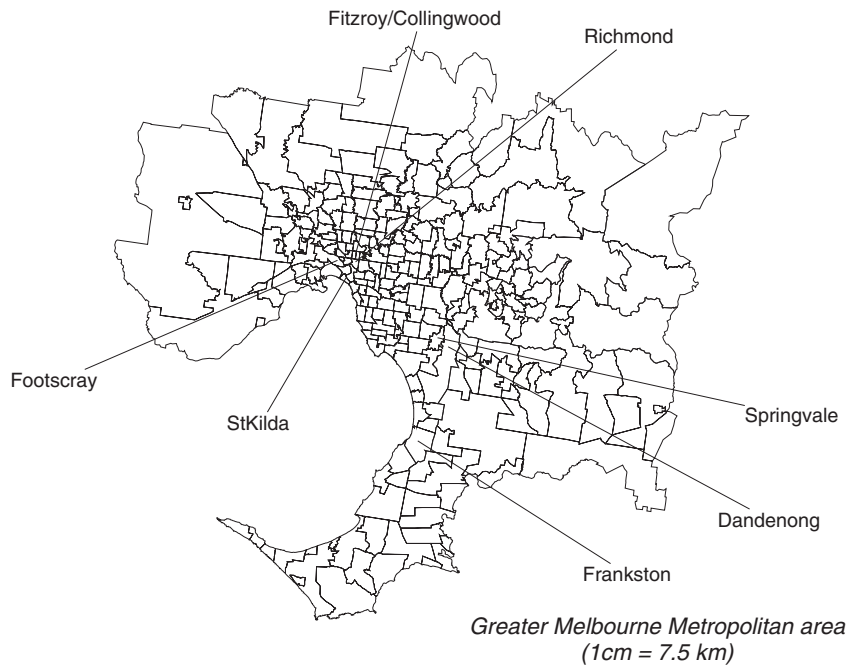 Fitzroy/Collingwood
Richmond
Footscray
StKilda
Springvale
Dandenong
Frankston
Greater Melbourne Metropolitan area
(1cm = 7.5 km)